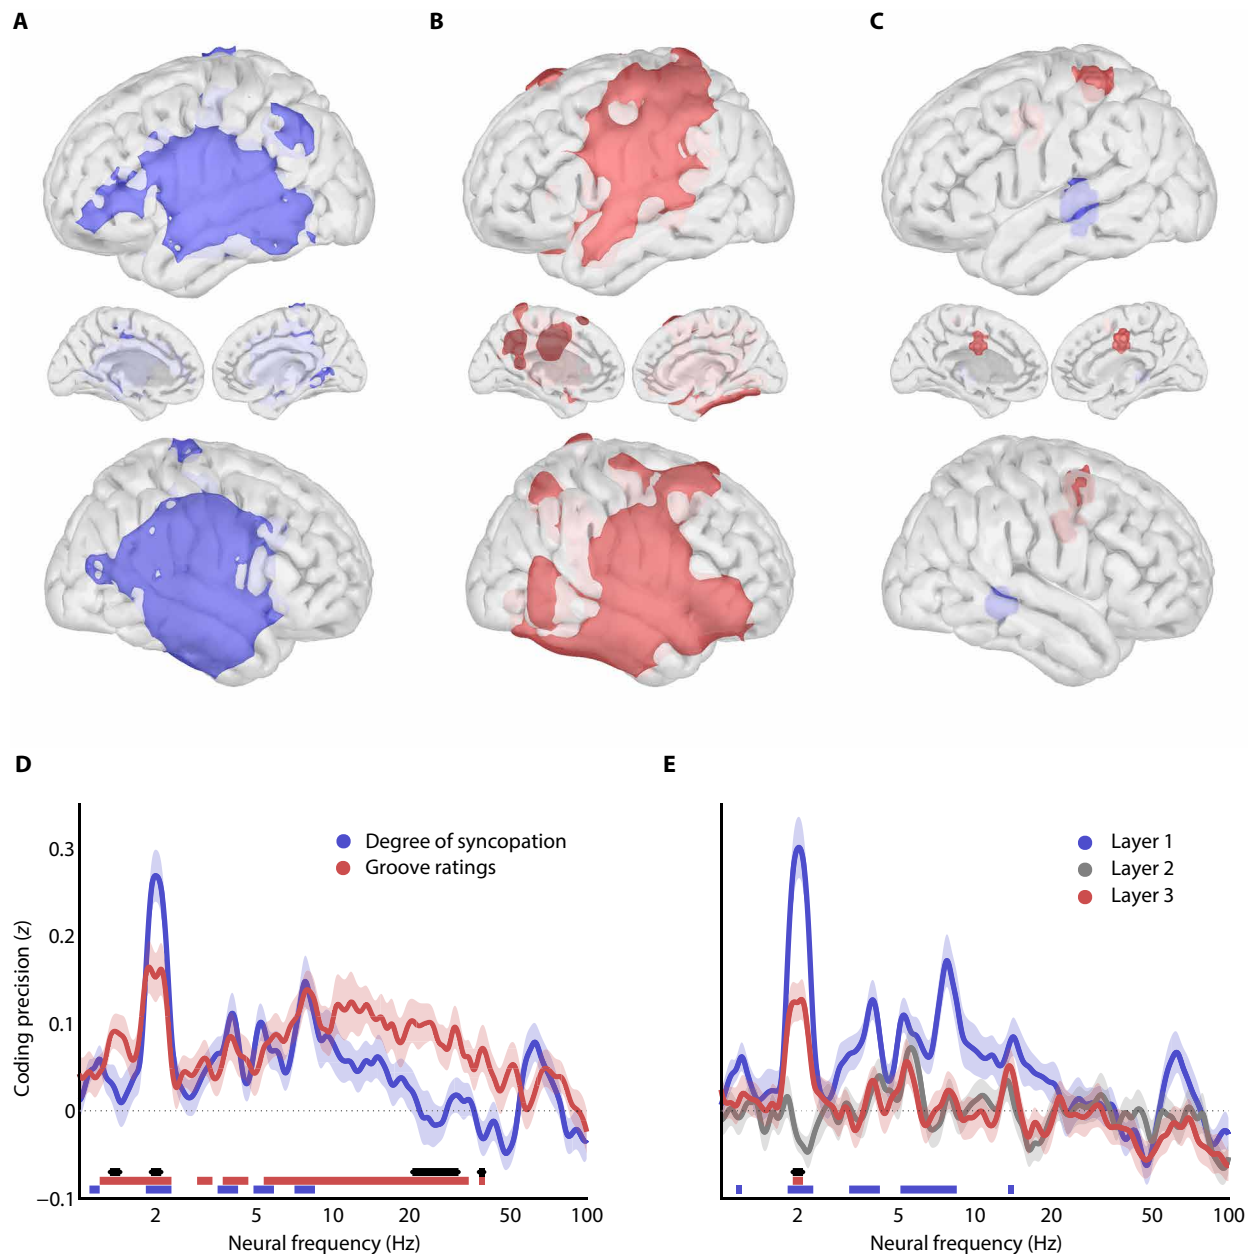 A
B
C
D
E
Degree of syncopation
Groove ratings
Layer 1
Layer 2
Layer 3
Coding precision (z)
0.3
0.2
0.1
0
−0.1
2
5
10
20
50
100
Neural frequency (Hz)
2
5
10
20
50
100
Neural frequency (Hz)